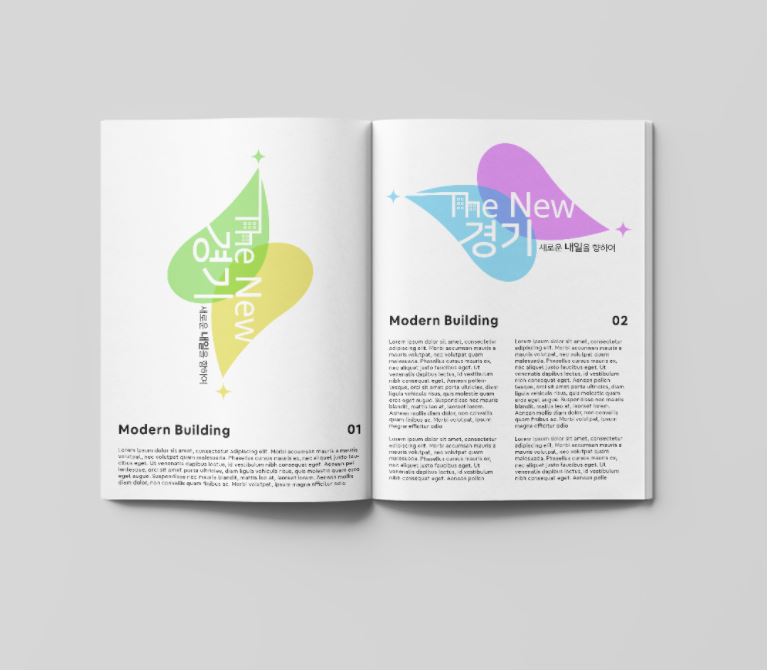 The New
경기
새로운 내일을 향하여
Modern Building 01
Lorem ipsum dolor sit amet, consectetur adipiscing elit. Morbi accumsan mauris a mauris
volutpat, nec volutpat quam malesuada. Phasellus cursus mauris ex, nec aliquet justo fau-
cibus eget. Ut venenatis dapibus lectus, id vestibulum nibh consequat eget. Aenean pel-
lentesque, orci sit amet porta ultricies, diam ligula vehicula risus, quis molestie quam eros
eget augue. Suspendisse nec mauris blandit, mattis leo at, laoreet lorem. Aenean mollis
diam dolor, non convallis quam finibus ac. Morbi volutpat, ipsum magna efficitur odio
The New
경기
새로운 내일을 향하여
Modern Building 02
Lorem ipsum dolor sit amet, consectetur
adipiscing elit. Morbi accumsan mauris a
mauris volutpat, nec volutpat quam
malesuada. Phasellus cursus mauris ex,
nec aliquet justo faucibus eget. Ut
venenatis dapibus lectus, id vestibulum
nibh consequat eget. Aenean pellen-
tesque, orci sit amet porta ultricies, diam
ligula vehicula risus, quis molestie quam
eros eget augue. Suspendisse nec mauris
blandit, mattis leo at, laoreet lorem.
Aenean mollis diam dolor, non convallis
quam finibus ac. Morbi volutpat, ipsum
magna efficitur odio
Lorem ipsum dolor sit amet, consectetur
adipiscing elit. Morbi accumsan mauris a
mauris volutpat, nec volutpat quam
malesuada. Phasellus cursus mauris ex,
nec aliquet justo faucibus eget. Ut
venenatis dapibus lectus, id vestibulum
nibh consequat eget. Aenean pellen
Lorem ipsum dolor sit amet, consectetur
adipiscing elit. Morbi accumsan mauris a
mauris volutpat, nec volutpat quam
malesuada. Phasellus cursus mauris ex,
nec aliquet justo faucibus eget. Ut
venenatis dapibus lectus, id vestibulum
nibh consequat eget. Aenean pellen-
tesque, orci sit amet porta ultricies, diam
ligula vehicula risus, quis molestie quam
eros eget augue. Suspendisse nec mauris
blandit, mattis leo at, laoreet lorem.
Aenean mollis diam dolor, non convallis
quam finibus ac. Morbi volutpat, ipsum
magna efficitur odio
Lorem ipsum dolor sit amet, consectetur
adipiscing elit. Morbi accumsan mauris a
mauris volutpat, nec volutpat quam
malesuada. Phasellus cursus mauris ex,
nec aliquet justo faucibus eget. Ut
venenatis dapibus lectus, id vestibulum
nibh consequat eget. Aenean pelle